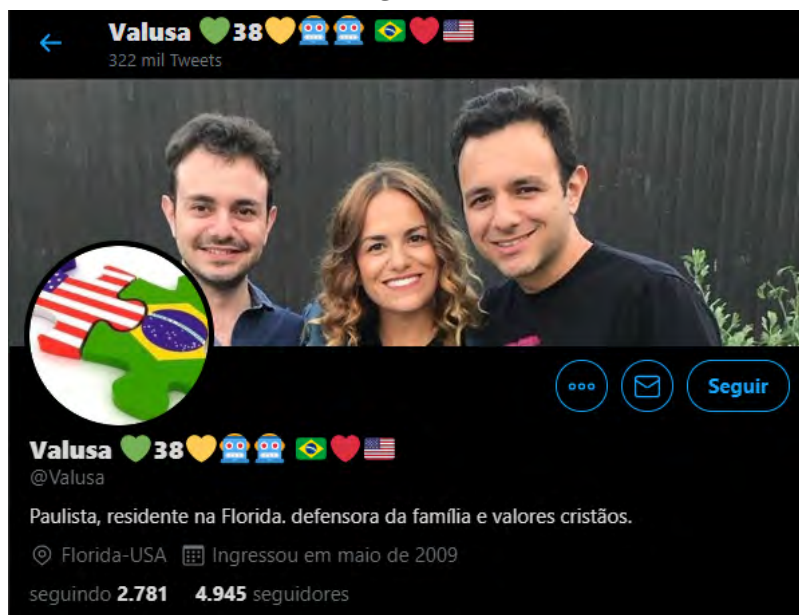 Valusa 💚38💛🤖🤖 🇧🇷❤️🇺🇸
322 mil Tweets
Seguir
Valusa 💚38💛🤖🤖 🇧🇷❤️🇺🇸
@Valusa
Paulista, residente na Florida. defensora da família e valores cristãos.
Florida-USA Ingressou em maio de 2009
seguindo 2.781 4.945 seguidores